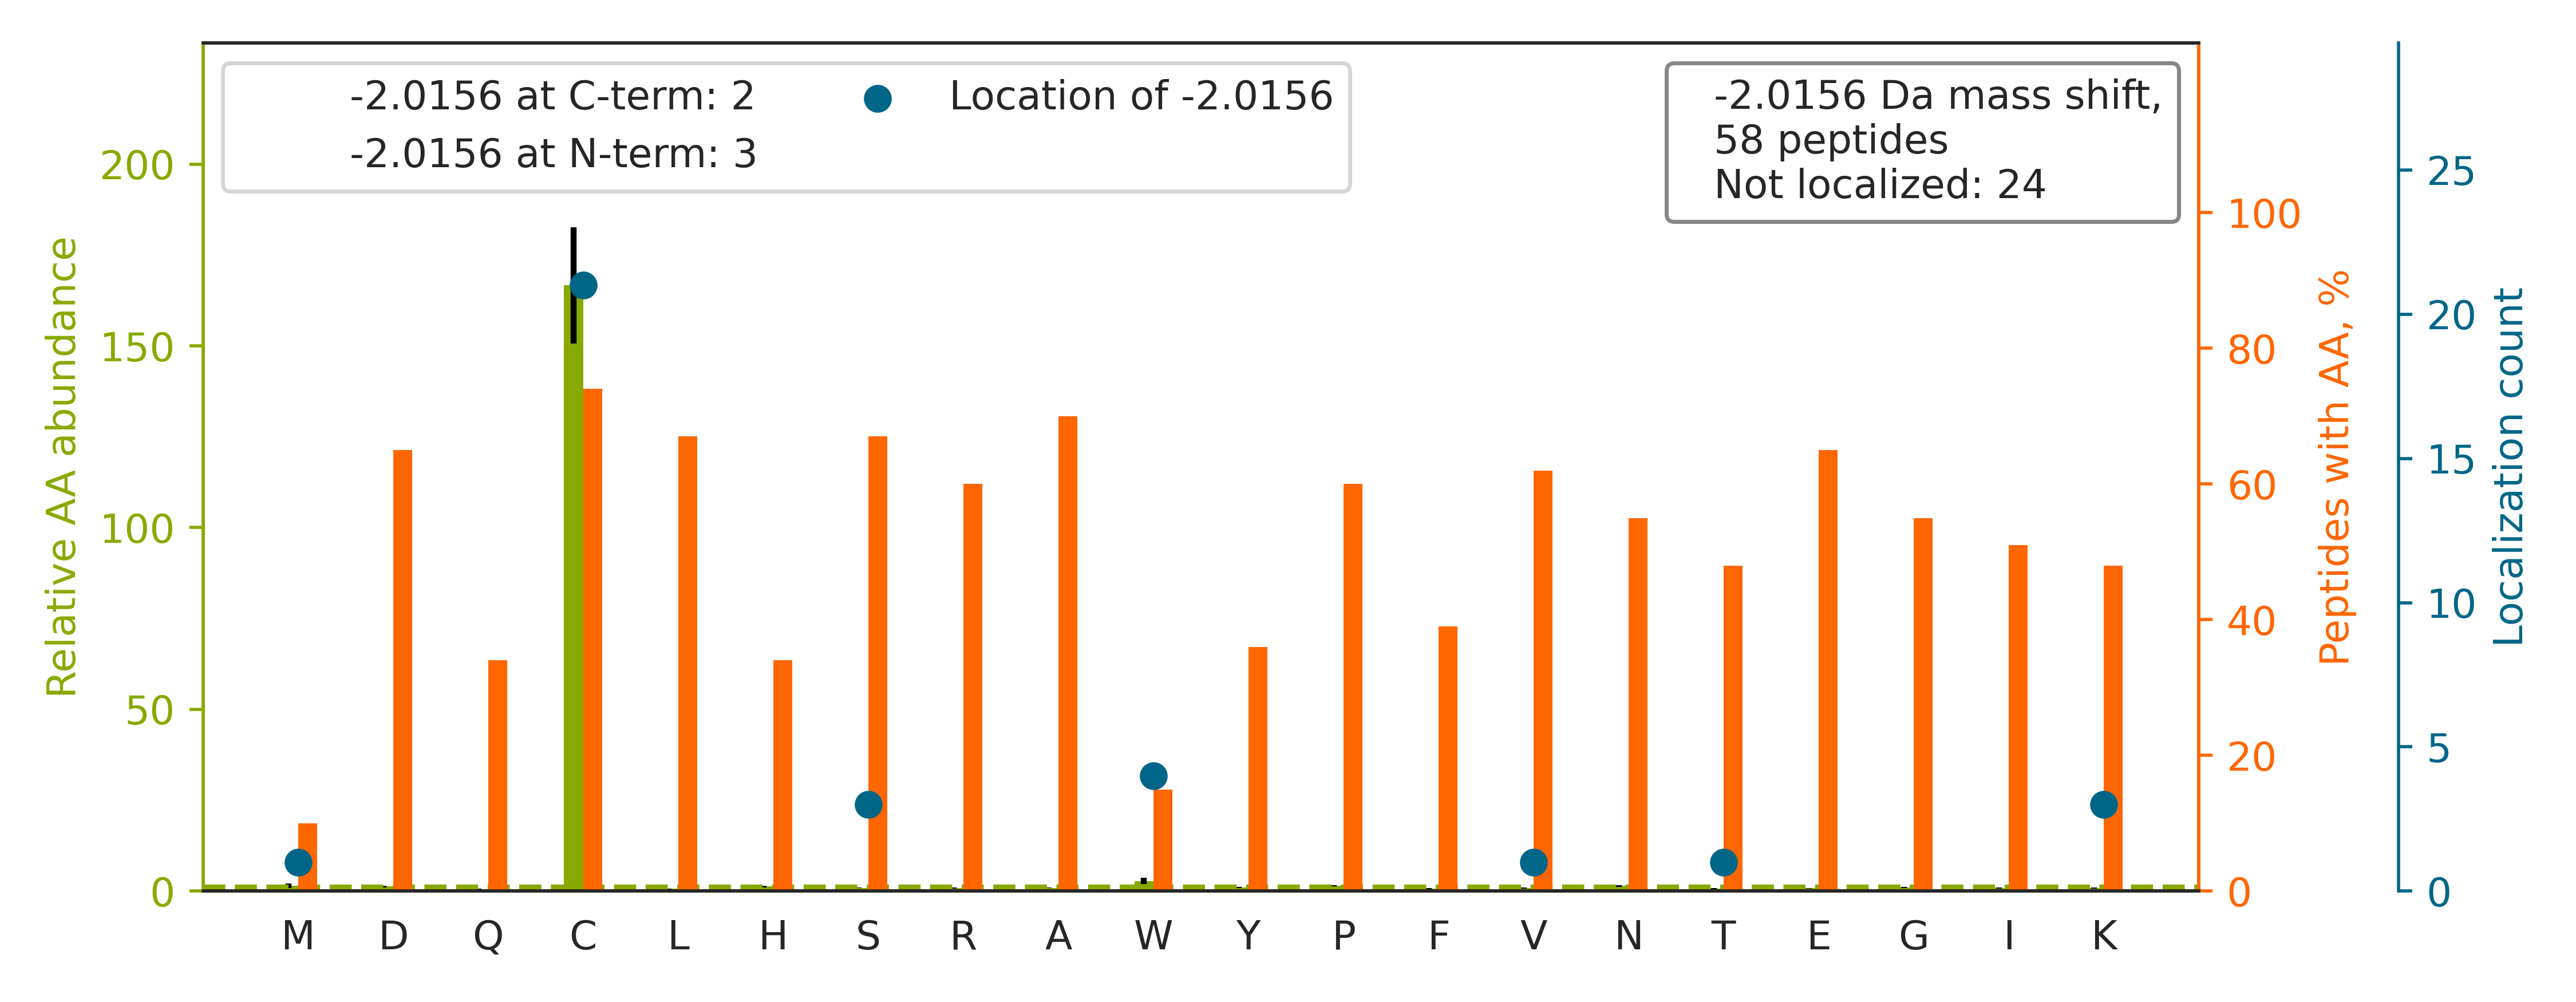 -2.0156 at C-term: 2
-2.0156 at N-term: 3
Location of -2.0156
-2.0156 Da mass shift,
58 peptides
Not localized: 24
Relative AA abundance
200
150
100
50
0
100
80
60
40
20
0
Peptides with AA, %
25
20
15
10
5
0
Localization count
M D Q C L H S R A W Y P F V N T E G I K